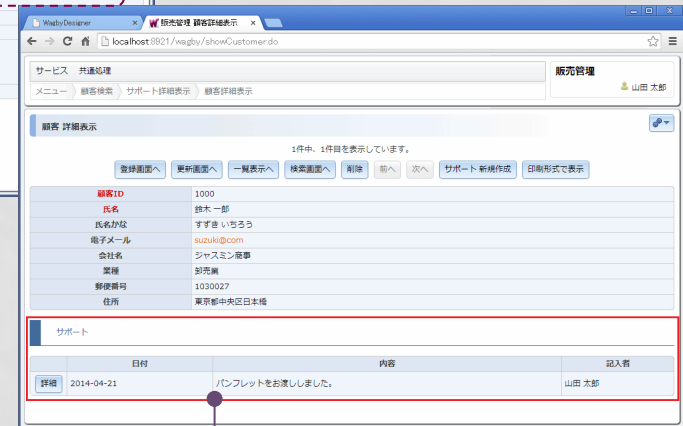 WagbyDesigner
販売管理 顧客詳細表示
localhost:8921/wagby/showCustomer.do
サービス 共通処理
販売管理
メニュー 顧客検索 サポート詳細表示 顧客詳細表示
山田 太郎
顧客 詳細表示
1件中、1件目を表示しています。
登録画面へ 更新画面へ 一覧表示へ 検索画面へ 削除 前へ 次へ サポート 新規作成 印刷形式で表示
顧客ID 1000
氏名 鈴木 一郎
氏名かな すずき いちろう
電子メール suzuki@com
会社名 ジャスミン商事
業種 卸売業
郵便番号 1030027
住所 東京都中央区日本橋
サポート
日付 内容 記入者
詳細 2014-04-21 パンフレットをお渡ししました。 山田 太郎